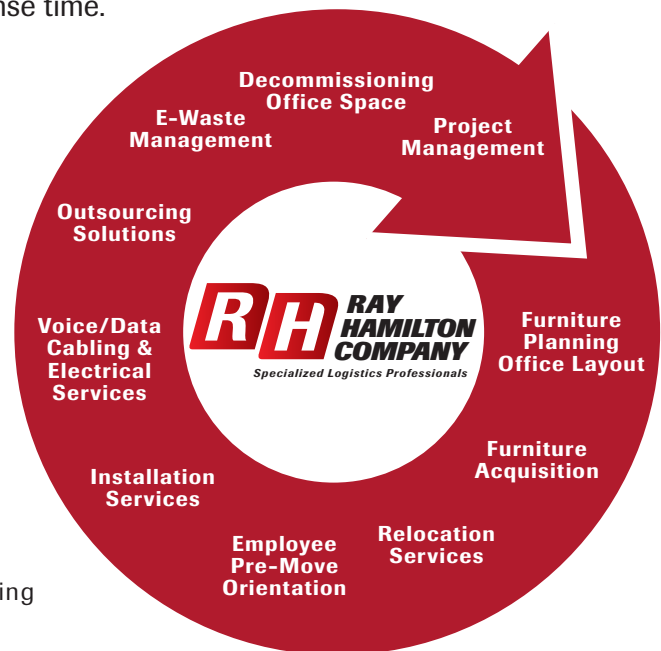 nse time.
Decommissioning
Office Space
Project
Management
E-Waste
Management
Outsourcing
Solutions
Voice/Data
Cabling &
Electrical
Services
Installation
Services
Employee
Pre-Move
Orientation
Relocation
Services
Furniture
Acquisition
Furniture
Planning
Office Layout
RH RAY
HAMILTON
COMPANY
Specialized Logistics Professionals
ing